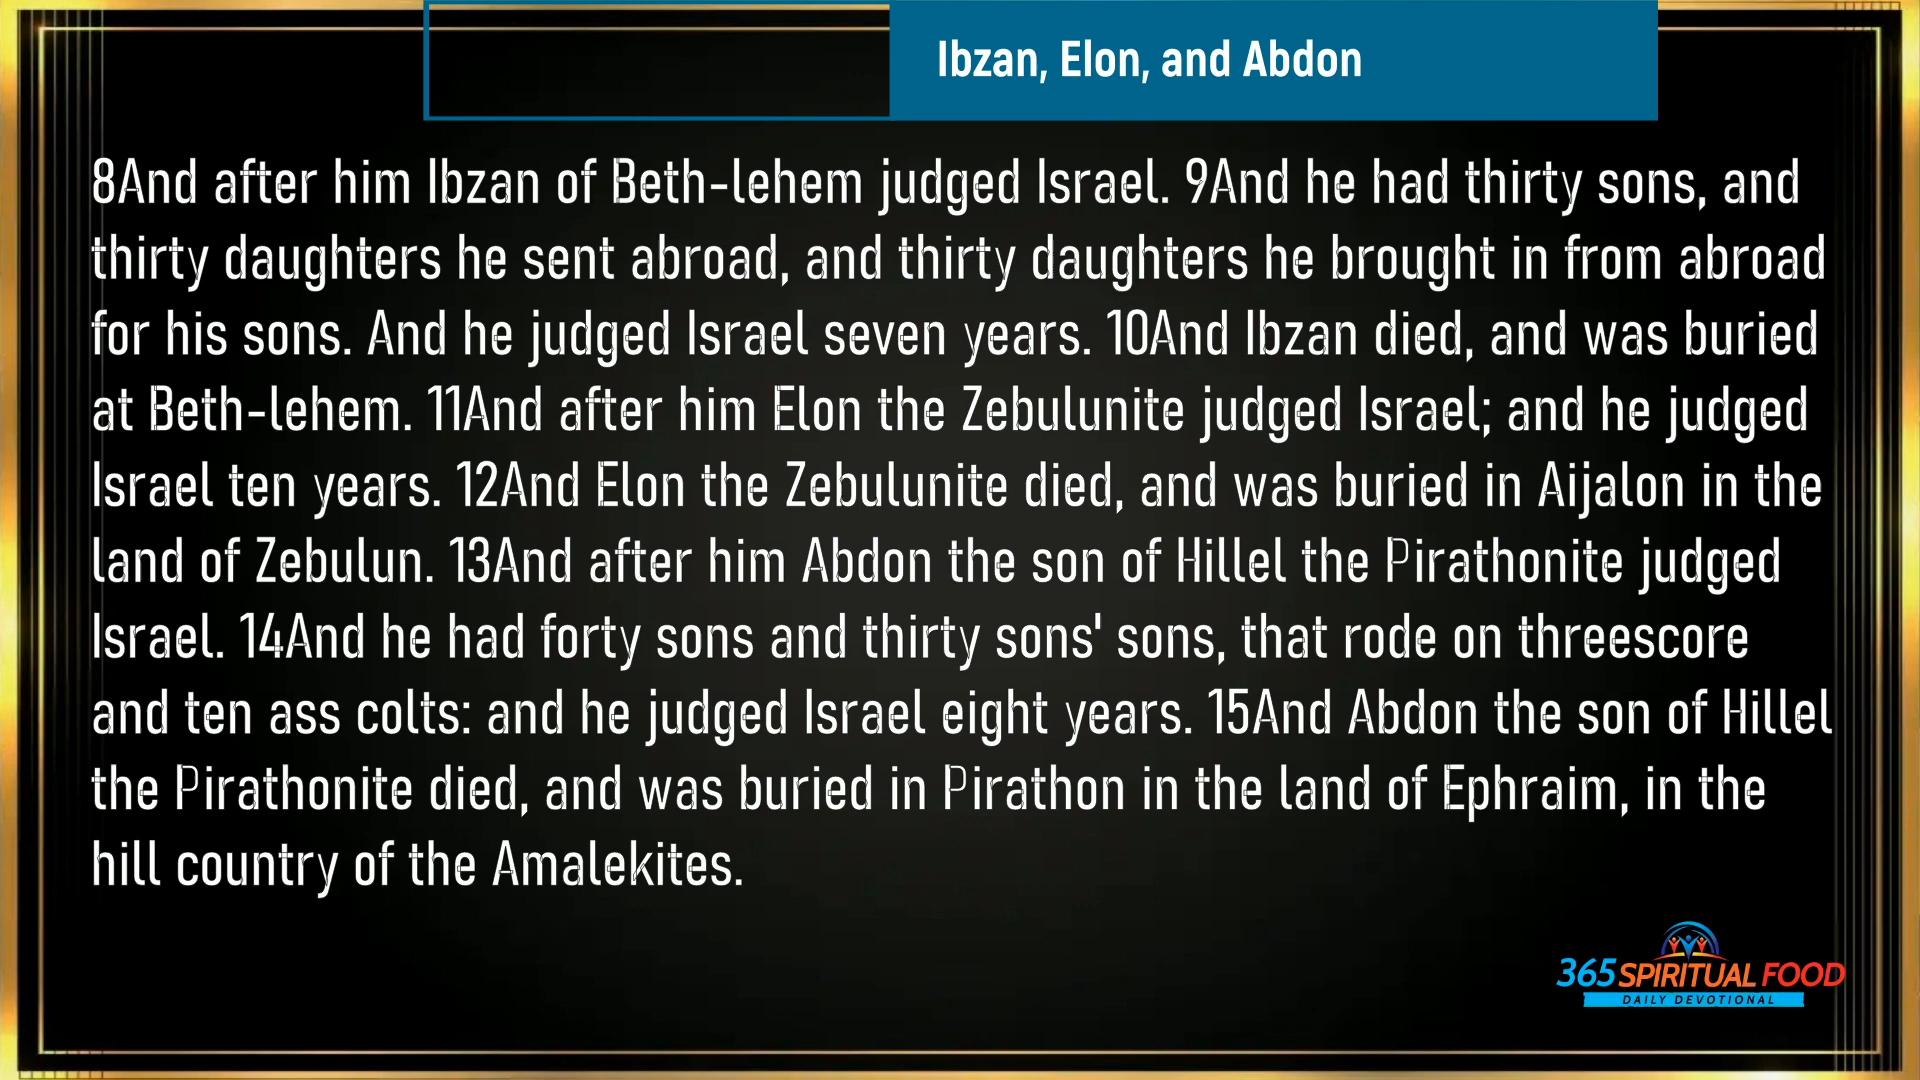 Ibzan, Elon, and Abdon
8And after him Ibzan of Beth-lehem judged Israel. 9And he had thirty sons, and
thirty daughters he sent abroad, and thirty daughters he brought in from abroad
for his sons. And he judged Israel seven years. 10And Ibzan died, and was buried
at Beth-lehem. 11And after him Elon the Zebulunite judged Israel; and he judged
Israel ten years. 12And Elon the Zebulunite died, and was buried in Aijalon in the
land of Zebulun. 13And after him Abdon the son of Hillel the Pirathonite judged
Israel. 14And he had forty sons and thirty sons' sons, that rode on threescore
and ten ass colts: and he judged Israel eight years. 15And Abdon the son of Hillel
the Pirathonite died, and was buried in Pirathon in the land of Ephraim, in the
hill country of the Amalekites.
365 SPIRITUAL FOOD
DAILY DEVOTIONAL